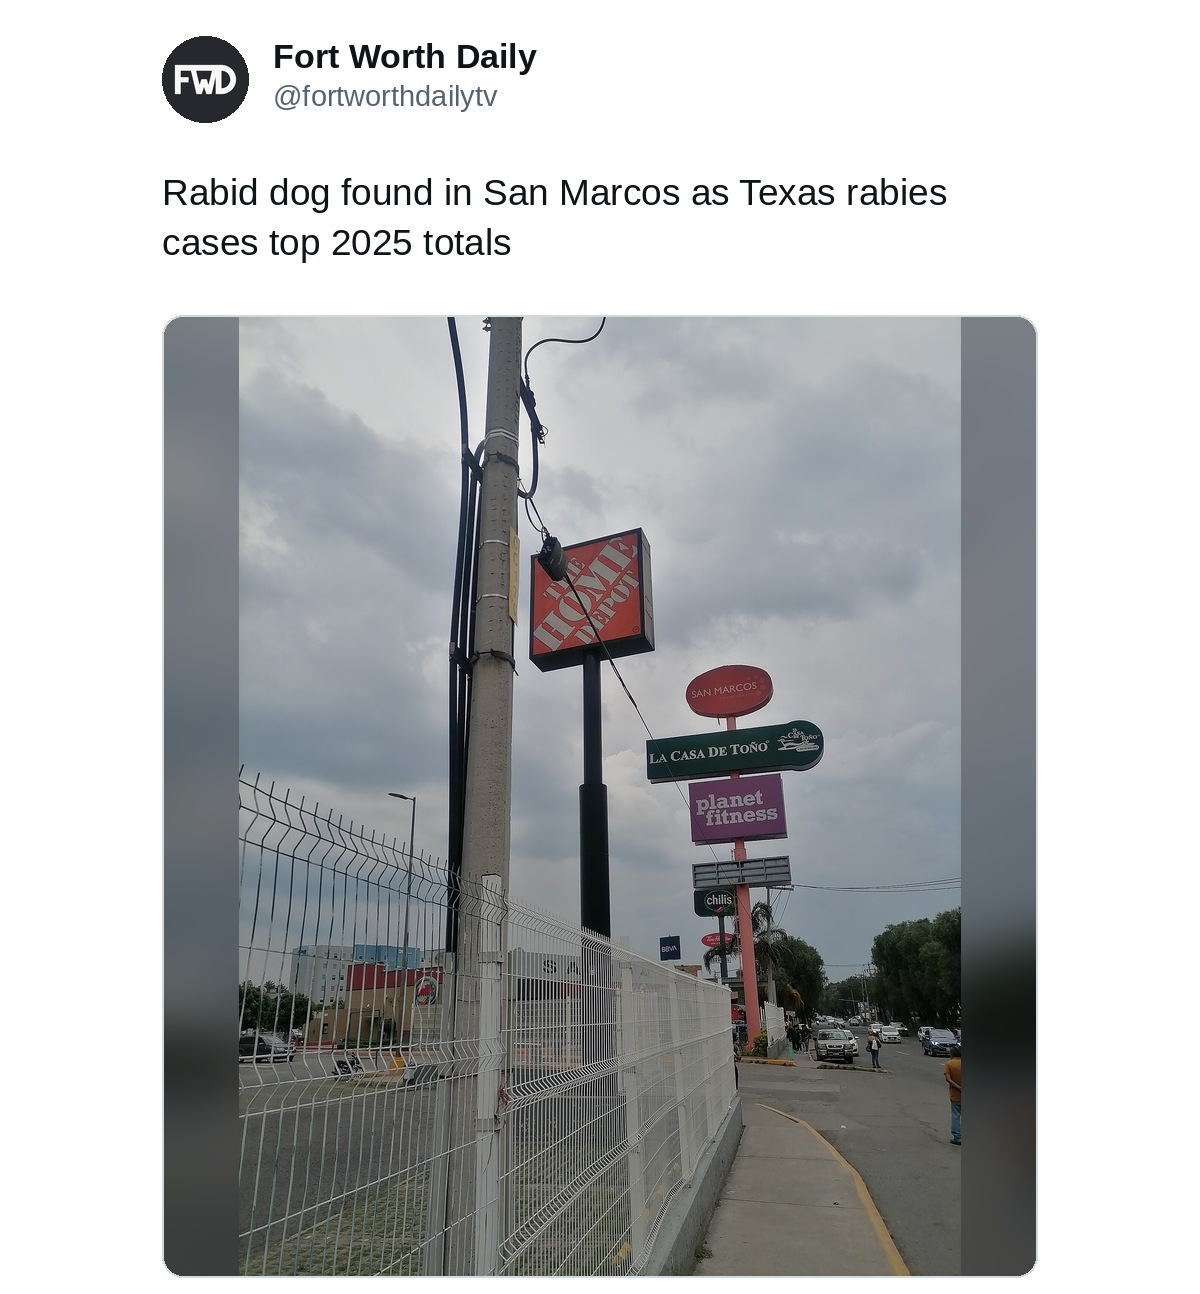 FWD
Fort Worth Daily
@fortworthdailytv
Rabid dog found in San Marcos as Texas rabies
cases top 2025 totals
THE
HOME
DEPOT
SAN MARCOS
LA CASA DE TOÑO
planet
fitness
chilis
BBVA